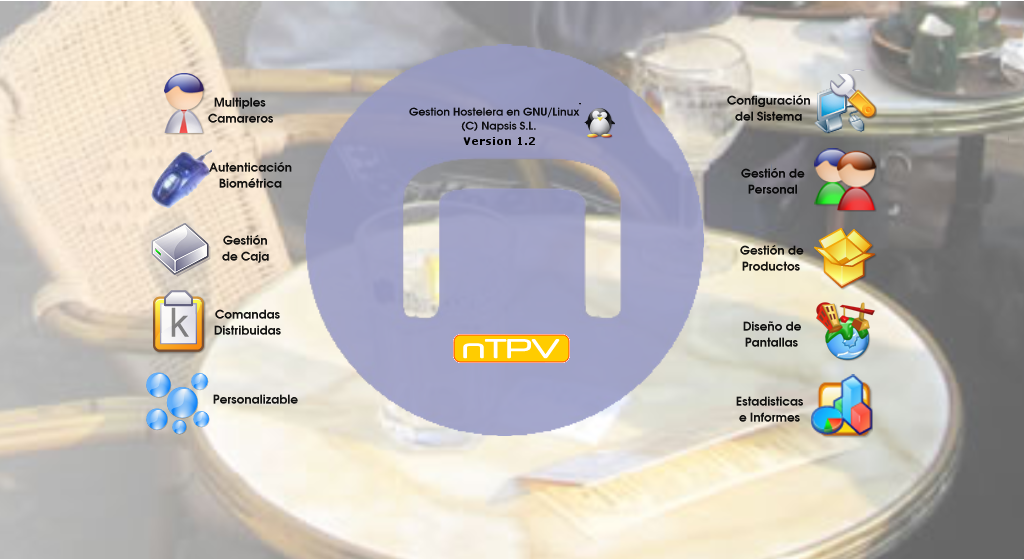 Gestion Hostelera en GNU/Linux
(C) Napsis S.L.
Version 1.2
nTPV
Multiples
Camareros
Autenticación
Biométrica
Gestión
de Caja
k
Comandas
Distribuidas
Personalizable
Configuración
del Sistema
Gestión de
Personal
Gestión de
Productos
Diseño de
Pantallas
Estadisticas
e Informes